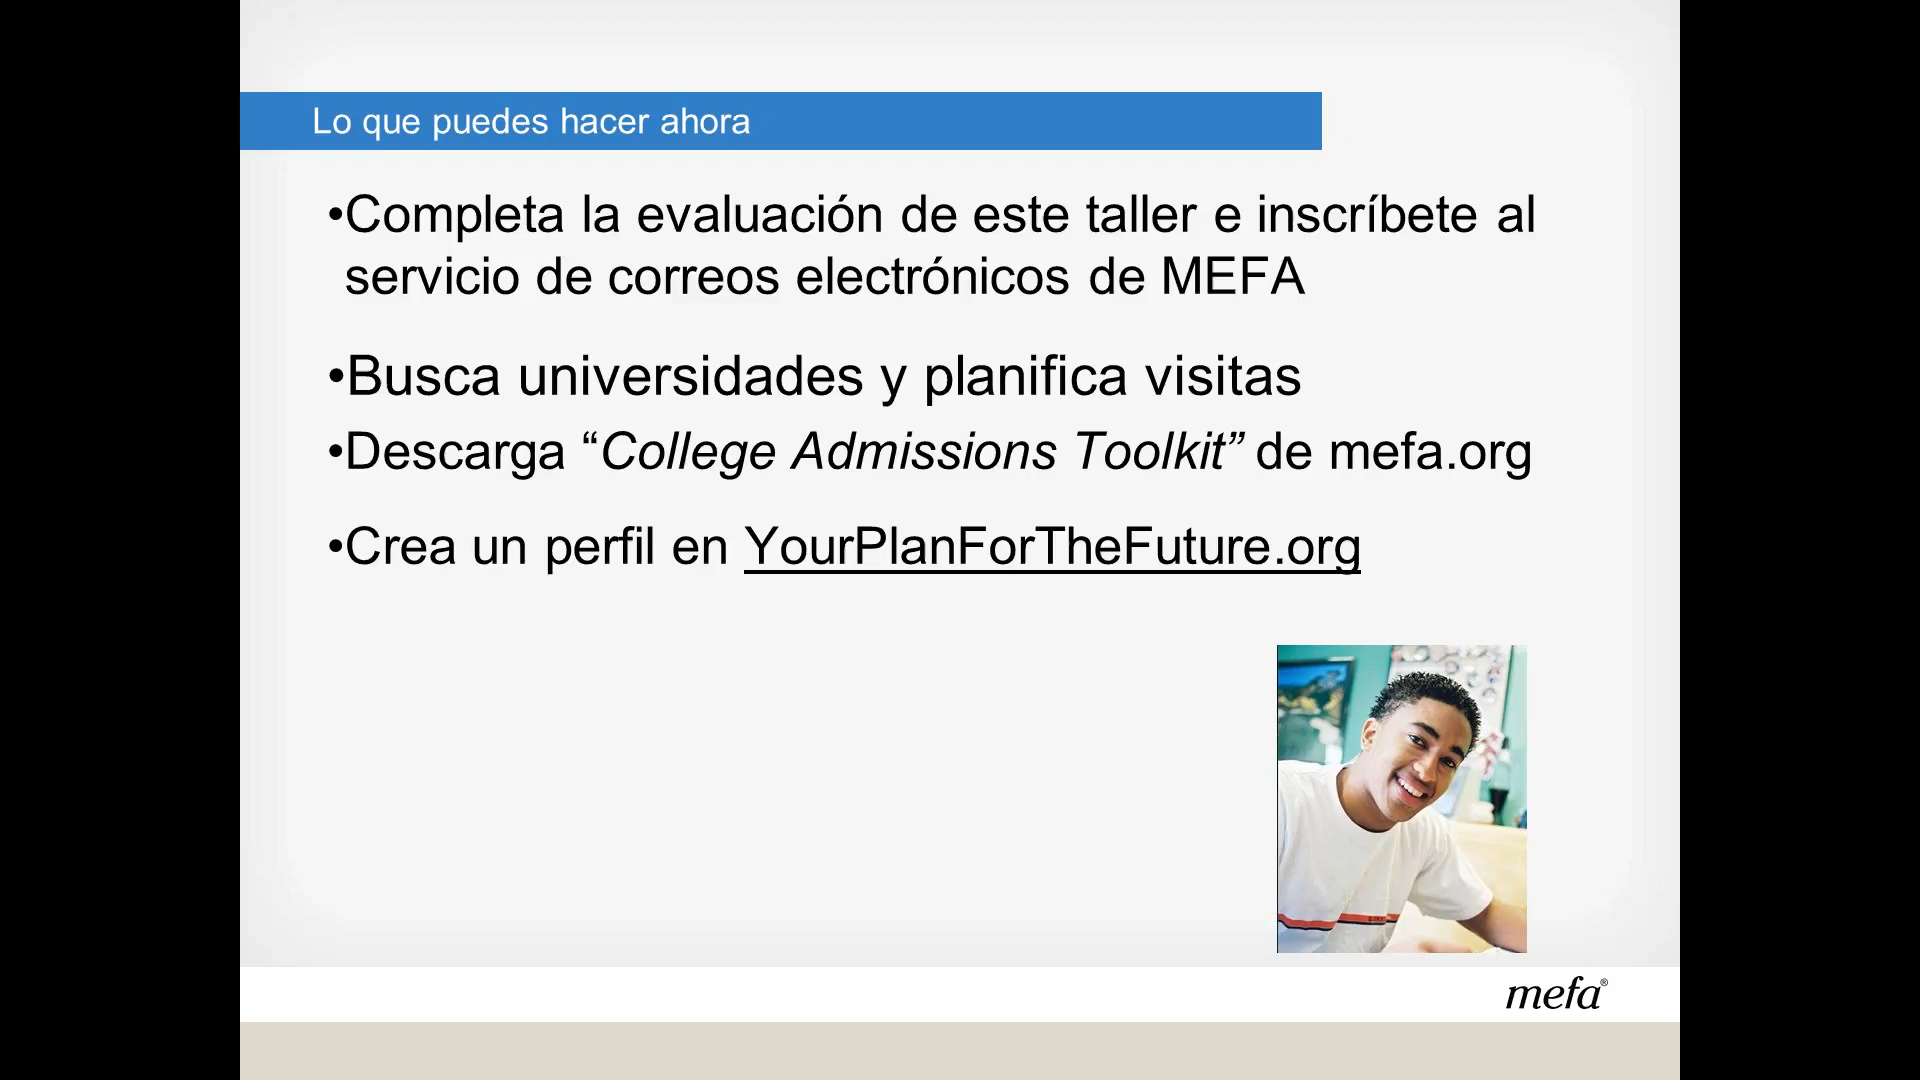 Lo que puedes hacer ahora
•Completa la evaluación de este taller e inscríbete al
servicio de correos electrónicos de MEFA
•Busca universidades y planifica visitas
•Descarga “College Admissions Toolkit” de mefa.org
•Crea un perfil en YourPlanForTheFuture.org
mefa®